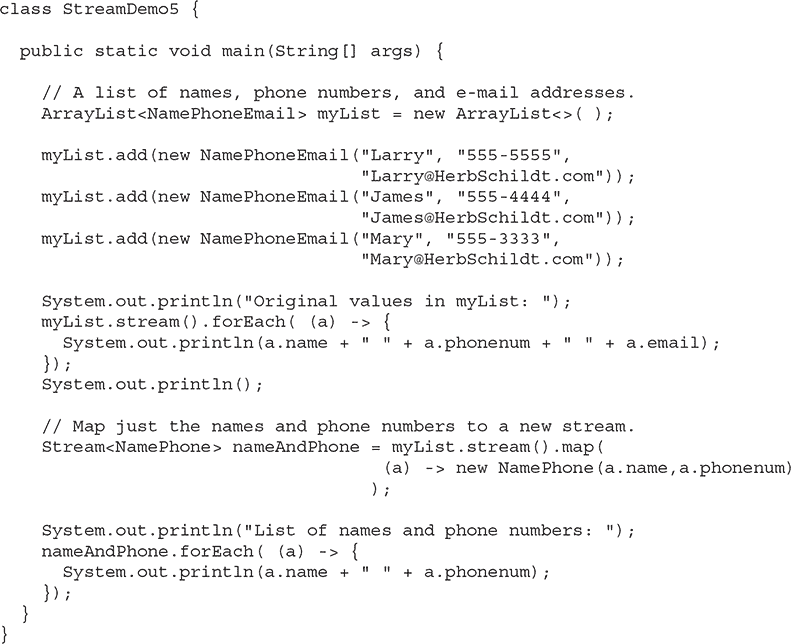 class StreamDemo5 {

  public static void main(String[] args) {

    // A list of names, phone numbers, and e-mail addresses.
    ArrayList<NamePhoneEmail> myList = new ArrayList<>( );

    myList.add(new NamePhoneEmail("Larry", "555-5555",
                                  "Larry@HerbSchildt.com"));
    myList.add(new NamePhoneEmail("James", "555-4444",
                                  "James@HerbSchildt.com"));
    myList.add(new NamePhoneEmail("Mary", "555-3333",
                                  "Mary@HerbSchildt.com"));

    System.out.println("Original values in myList: ");
    myList.stream().forEach( (a) -> {
      System.out.println(a.name + " " + a.phonenum + " " + a.email);
    });
    System.out.println();

    // Map just the names and phone numbers to a new stream.
    Stream<NamePhone> nameAndPhone = myList.stream().map(
                                    (a) -> new NamePhone(a.name,a.phonenum)
                                   );

    System.out.println("List of names and phone numbers: ");
    nameAndPhone.forEach( (a) -> {
      System.out.println(a.name + " " + a.phonenum);
    });
  }
}